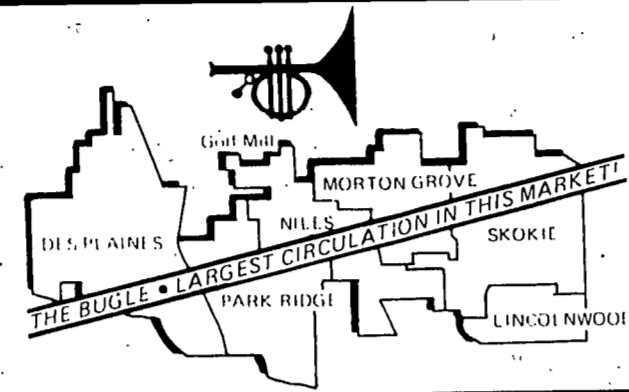 Golf Mill
MORTON GROVE
NILES
SKOKIE
DES PLAINES
THE BUGLE • LARGEST CIRCULATION IN THIS MARKET!
PARK RIDGE
LINCOLNWOOD